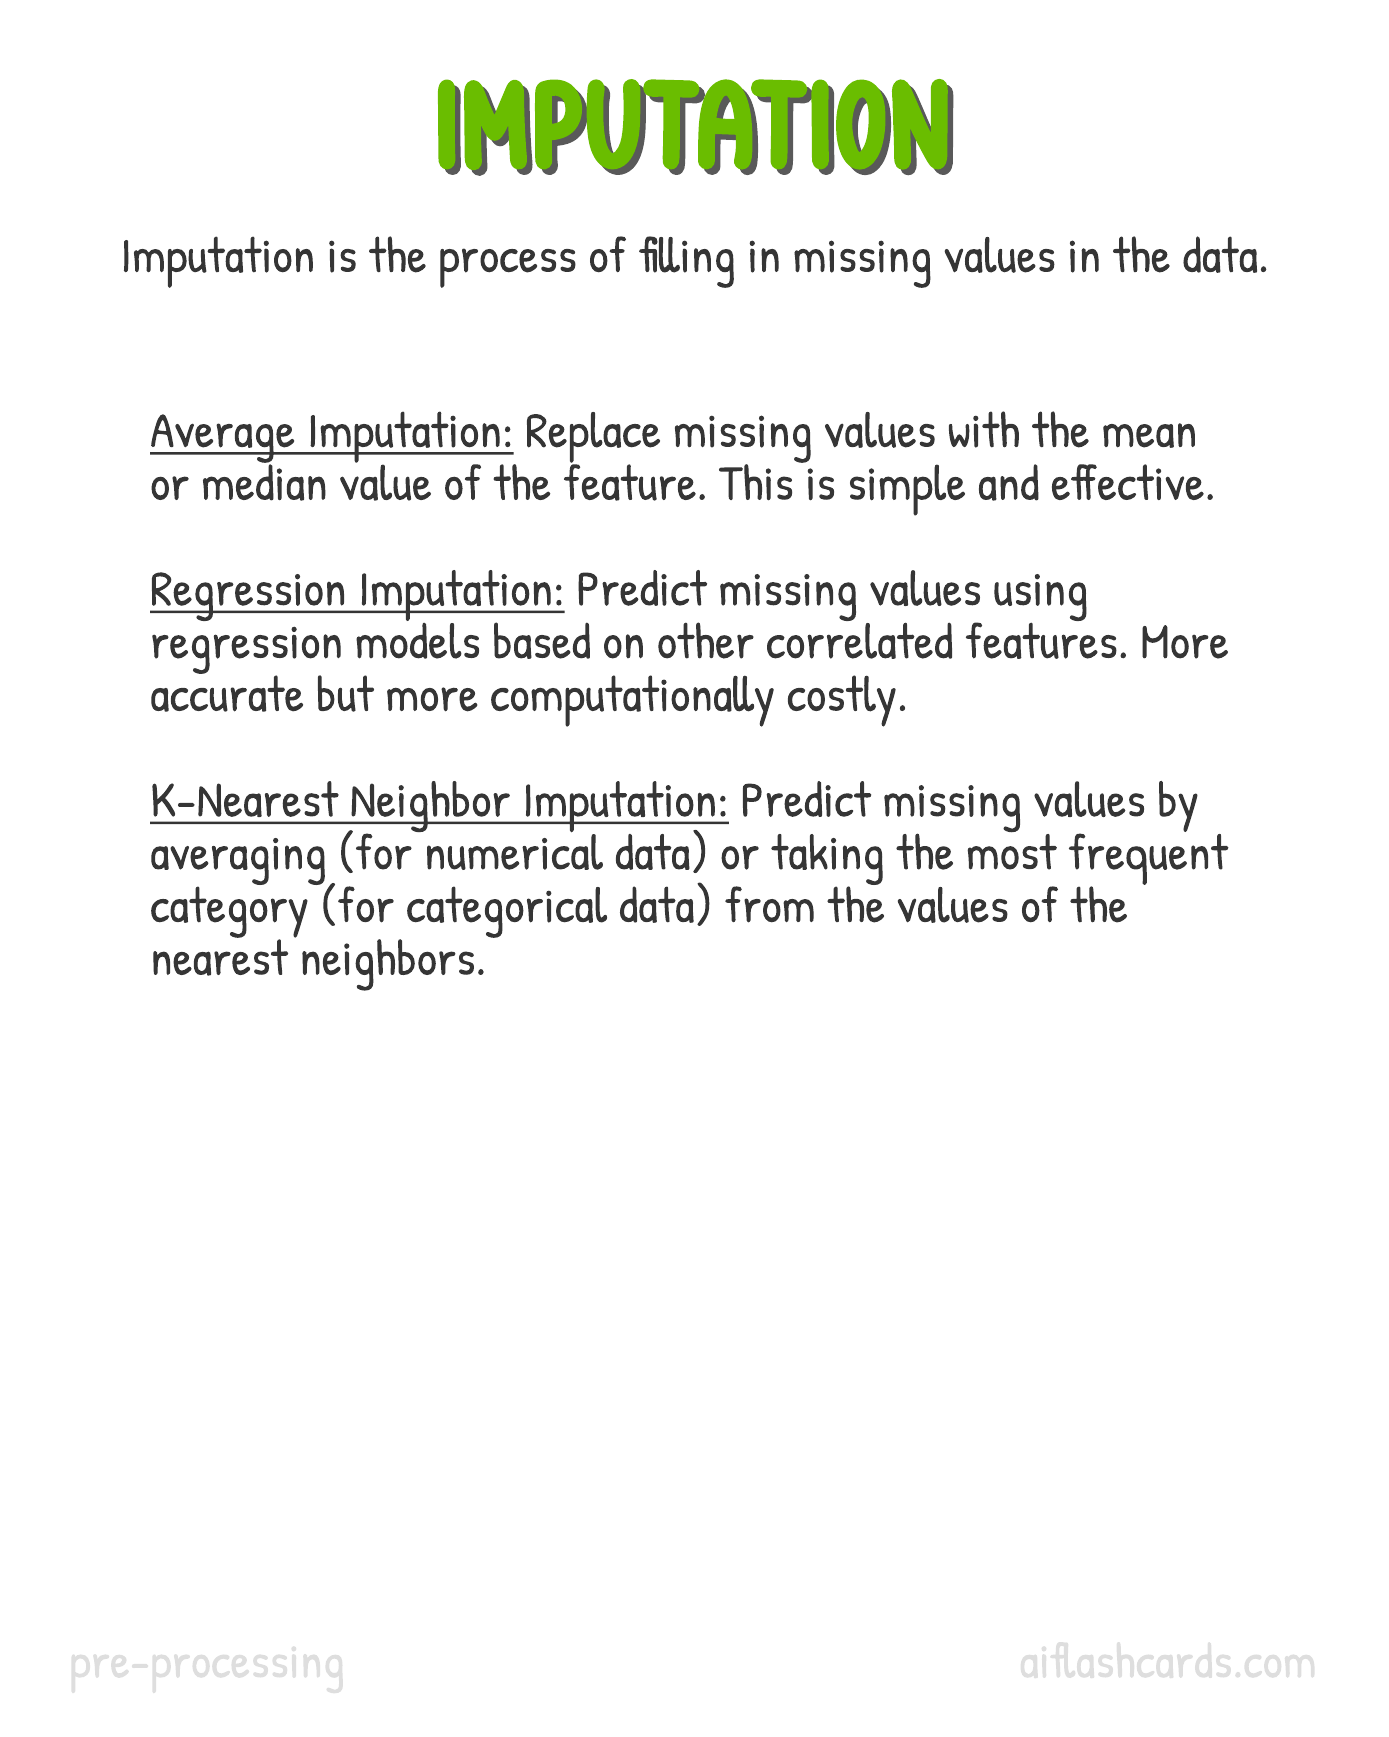 IMPUTATION
Imputation is the process of filling in missing values in the data.
Average Imputation: Replace missing values with the mean
or median value of the feature. This is simple and effective.
Regression Imputation: Predict missing values using
regression models based on other correlated features. More
accurate but more computationally costly.
K-Nearest Neighbor Imputation: Predict missing values by
averaging (for numerical data) or taking the most frequent
category (for categorical data) from the values of the
nearest neighbors.
pre-processing
aiflashcards.com